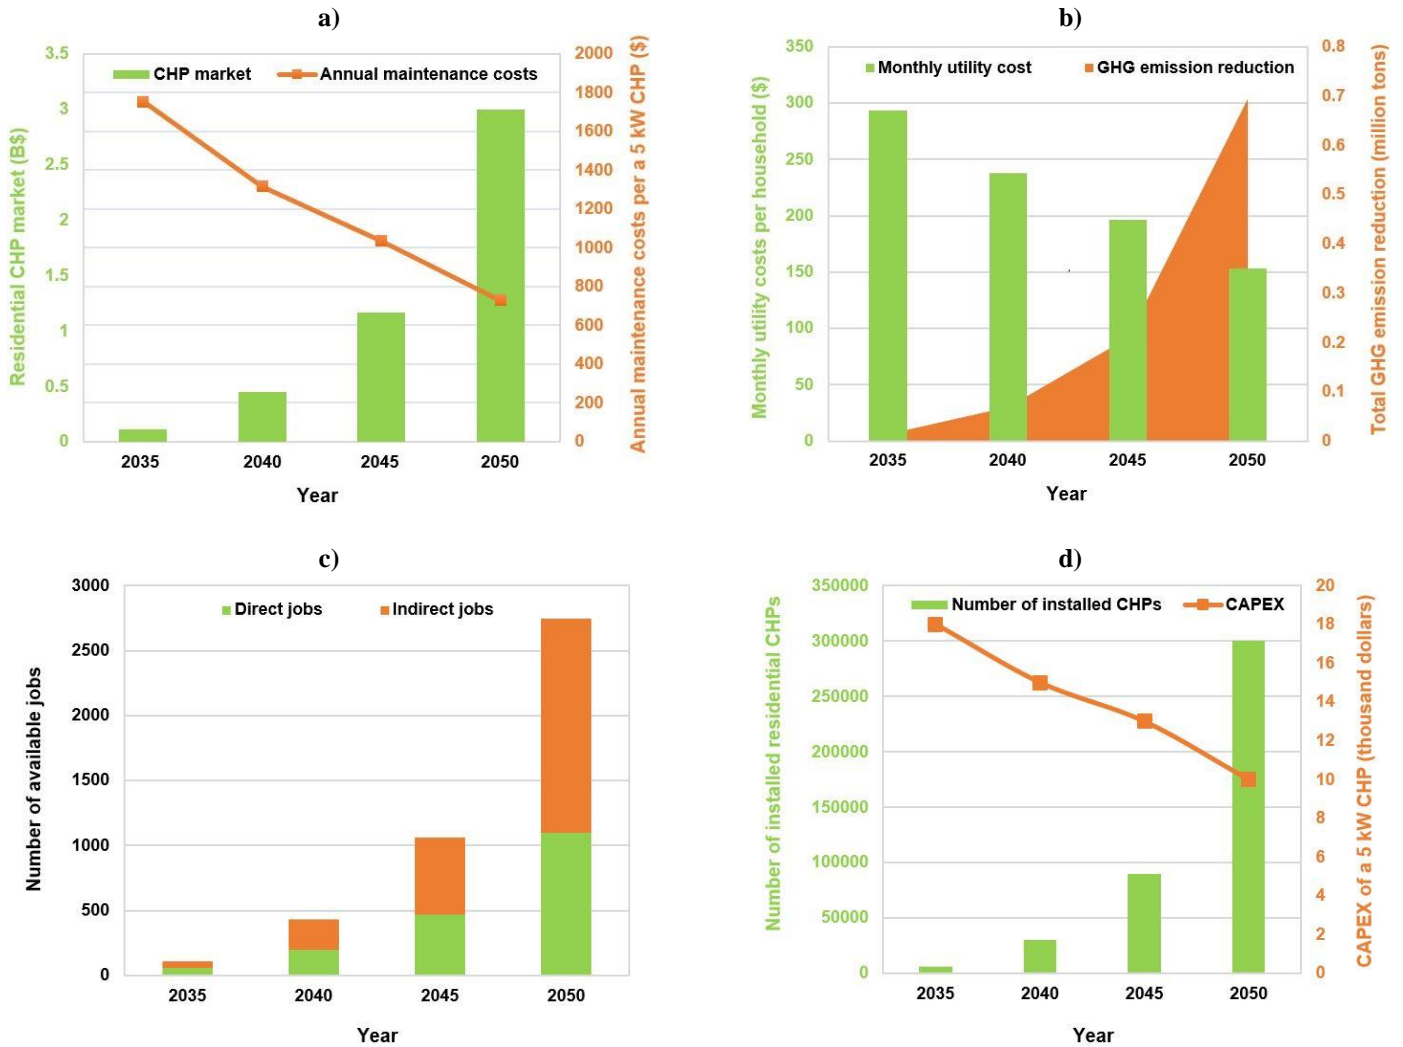 a)
CHP market
Annual maintenance costs
Residential CHP market (B$)
3.5
3
2.5
2
1.5
1
0.5
0
2000
1800
1600
1400
1200
1000
800
600
400
200
0
Annual maintenance costs per a 5 kW CHP ($)
2035 2040 2045 2050
Year
b)
Monthly utility cost
GHG emission reduction
Monthly utility costs per household ($)
350
300
250
200
150
100
50
0
0.8
0.7
0.6
0.5
0.4
0.3
0.2
0.1
0
Total GHG emission reduction (million tons)
2035 2040 2045 2050
Year
c)
Direct jobs
Indirect jobs
Number of available jobs
3000
2500
2000
1500
1000
500
0
2035 2040 2045 2050
Year
d)
Number of installed CHPs
CAPEX
Number of installed residential CHPs
350000
300000
250000
200000
150000
100000
50000
0
20
18
16
14
12
10
8
6
4
2
0
CAPEX of a 5 kW CHP (thousand dollars)
2035 2040 2045 2050
Year